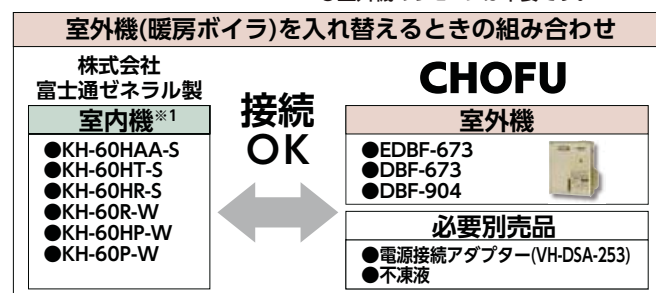 室外機(暖房ボイラ)を入れ替えるときの組み合わせ
株式会社
富士通ゼネラル製
室内機※1
●KH-60HAA-S
●KH-60HT-S
●KH-60HR-S
●KH-60R-W
●KH-60HP-W
●KH-60P-W
接続
OK
CHOFU
室外機
●EDBF-673
●DBF-673
●DBF-904
必要別売品
●電源接続アダプター(VH-DSA-253)
●不凍液